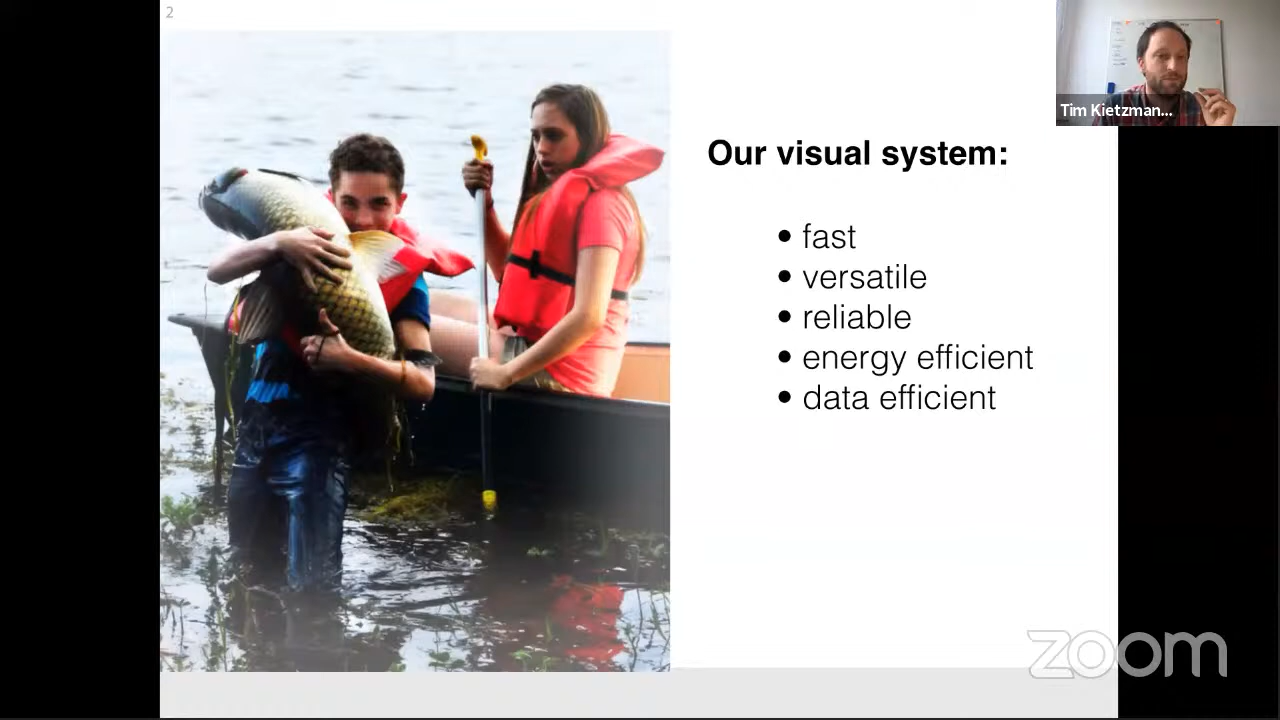 2
Tim Kietzman...
Our visual system:
• fast
• versatile
• reliable
• energy efficient
• data efficient
zoom